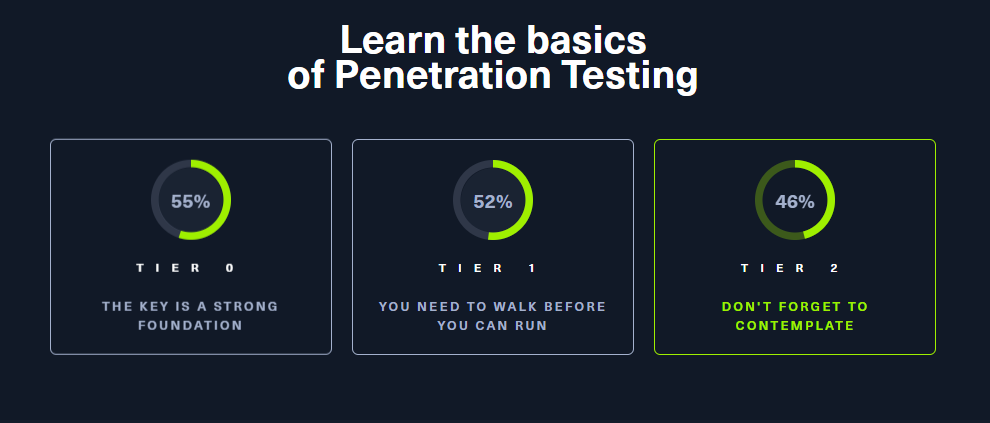 Learn the basics
of Penetration Testing
55%
TIER 0
THE KEY IS A STRONG
FOUNDATION
52%
TIER 1
YOU NEED TO WALK BEFORE
YOU CAN RUN
46%
TIER 2
DON'T FORGET TO
CONTEMPLATE